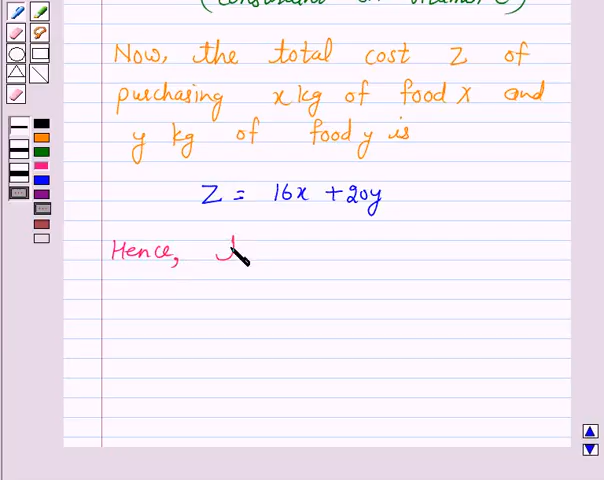 Now, the total cost Z of
purchasing x kg of food X and
y kg of food y is
Z = 16x + 20y
Hence,